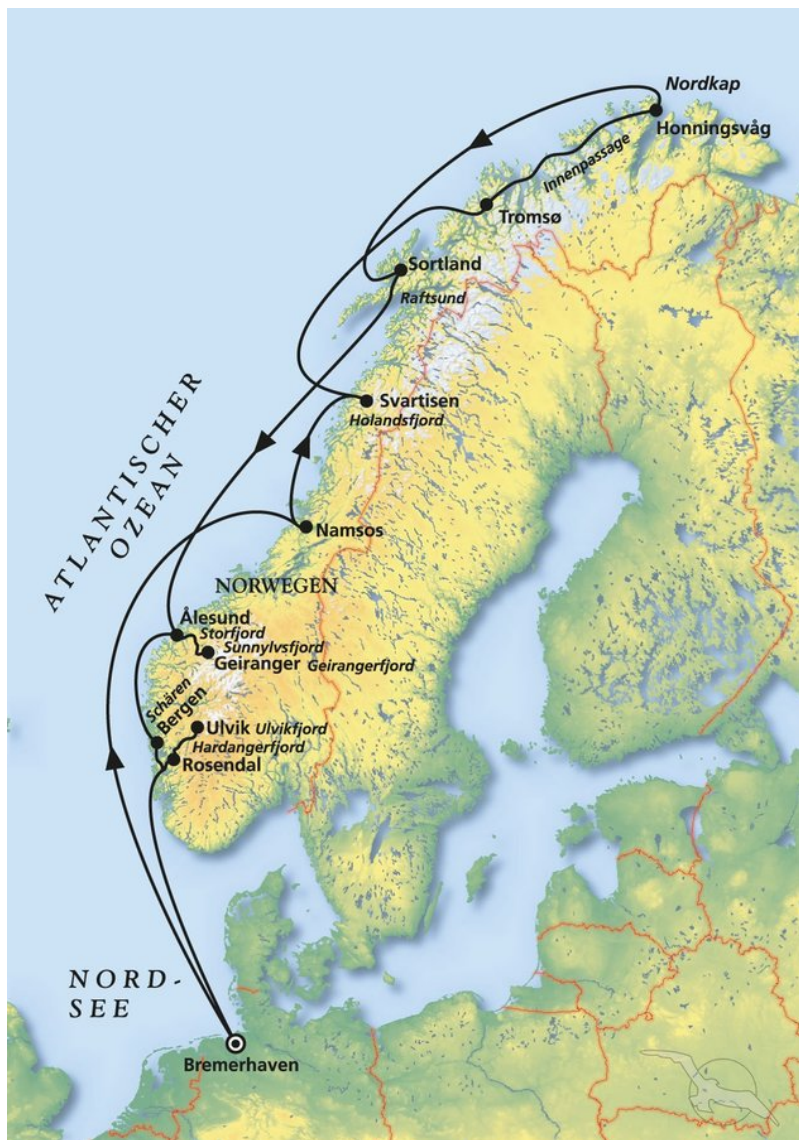 Nordkap
Honningsvåg
Innenpassage
Tromsø
Sortland
Raftsund
Svartisen
Holandsfjord
ATLANTISCHER
OZEAN
Namsos
NORWEGEN
Ålesund
Storfjord
Sunnylvsfjord
Geiranger Geirangerfjord
Schären
Bergen
Ulvik Ulvikfjord
Hardangerfjord
Rosendal
NORD-
SEE
Bremerhaven